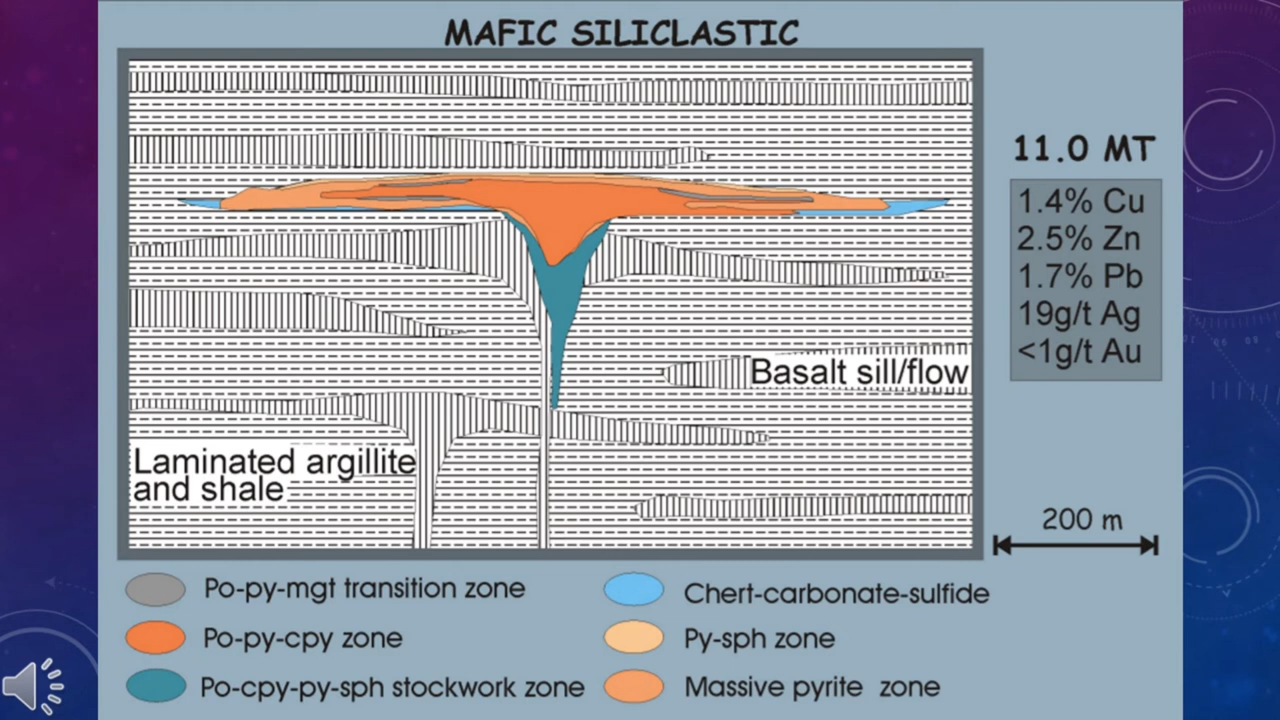 MAFIC SILICLASTIC
11.0 MT
1.4% Cu
2.5% Zn
1.7% Pb
19g/t Ag
<1g/t Au
Basalt sill/flow
Laminated argillite
and shale
200 m
Po-py-mgt transition zone
Po-py-cpy zone
Po-cpy-py-sph stockwork zone
Chert-carbonate-sulfide
Py-sph zone
Massive pyrite zone